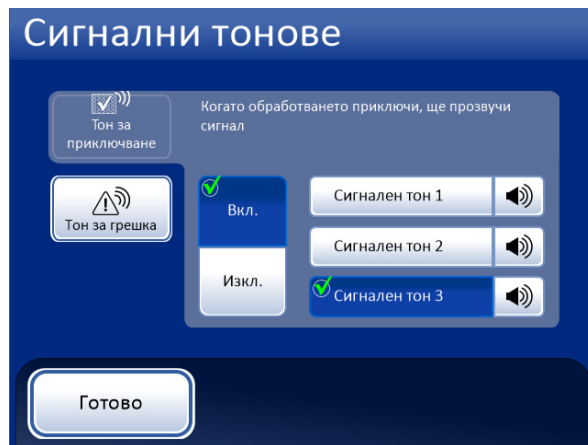 Сигнални тонове
Тон за
приключване
Когато обработването приключи, ще прозвучи
сигнал
Тон за грешка
Вкл.
Изкл.
Сигнален тон 1
Сигнален тон 2
Сигнален тон 3
Готово